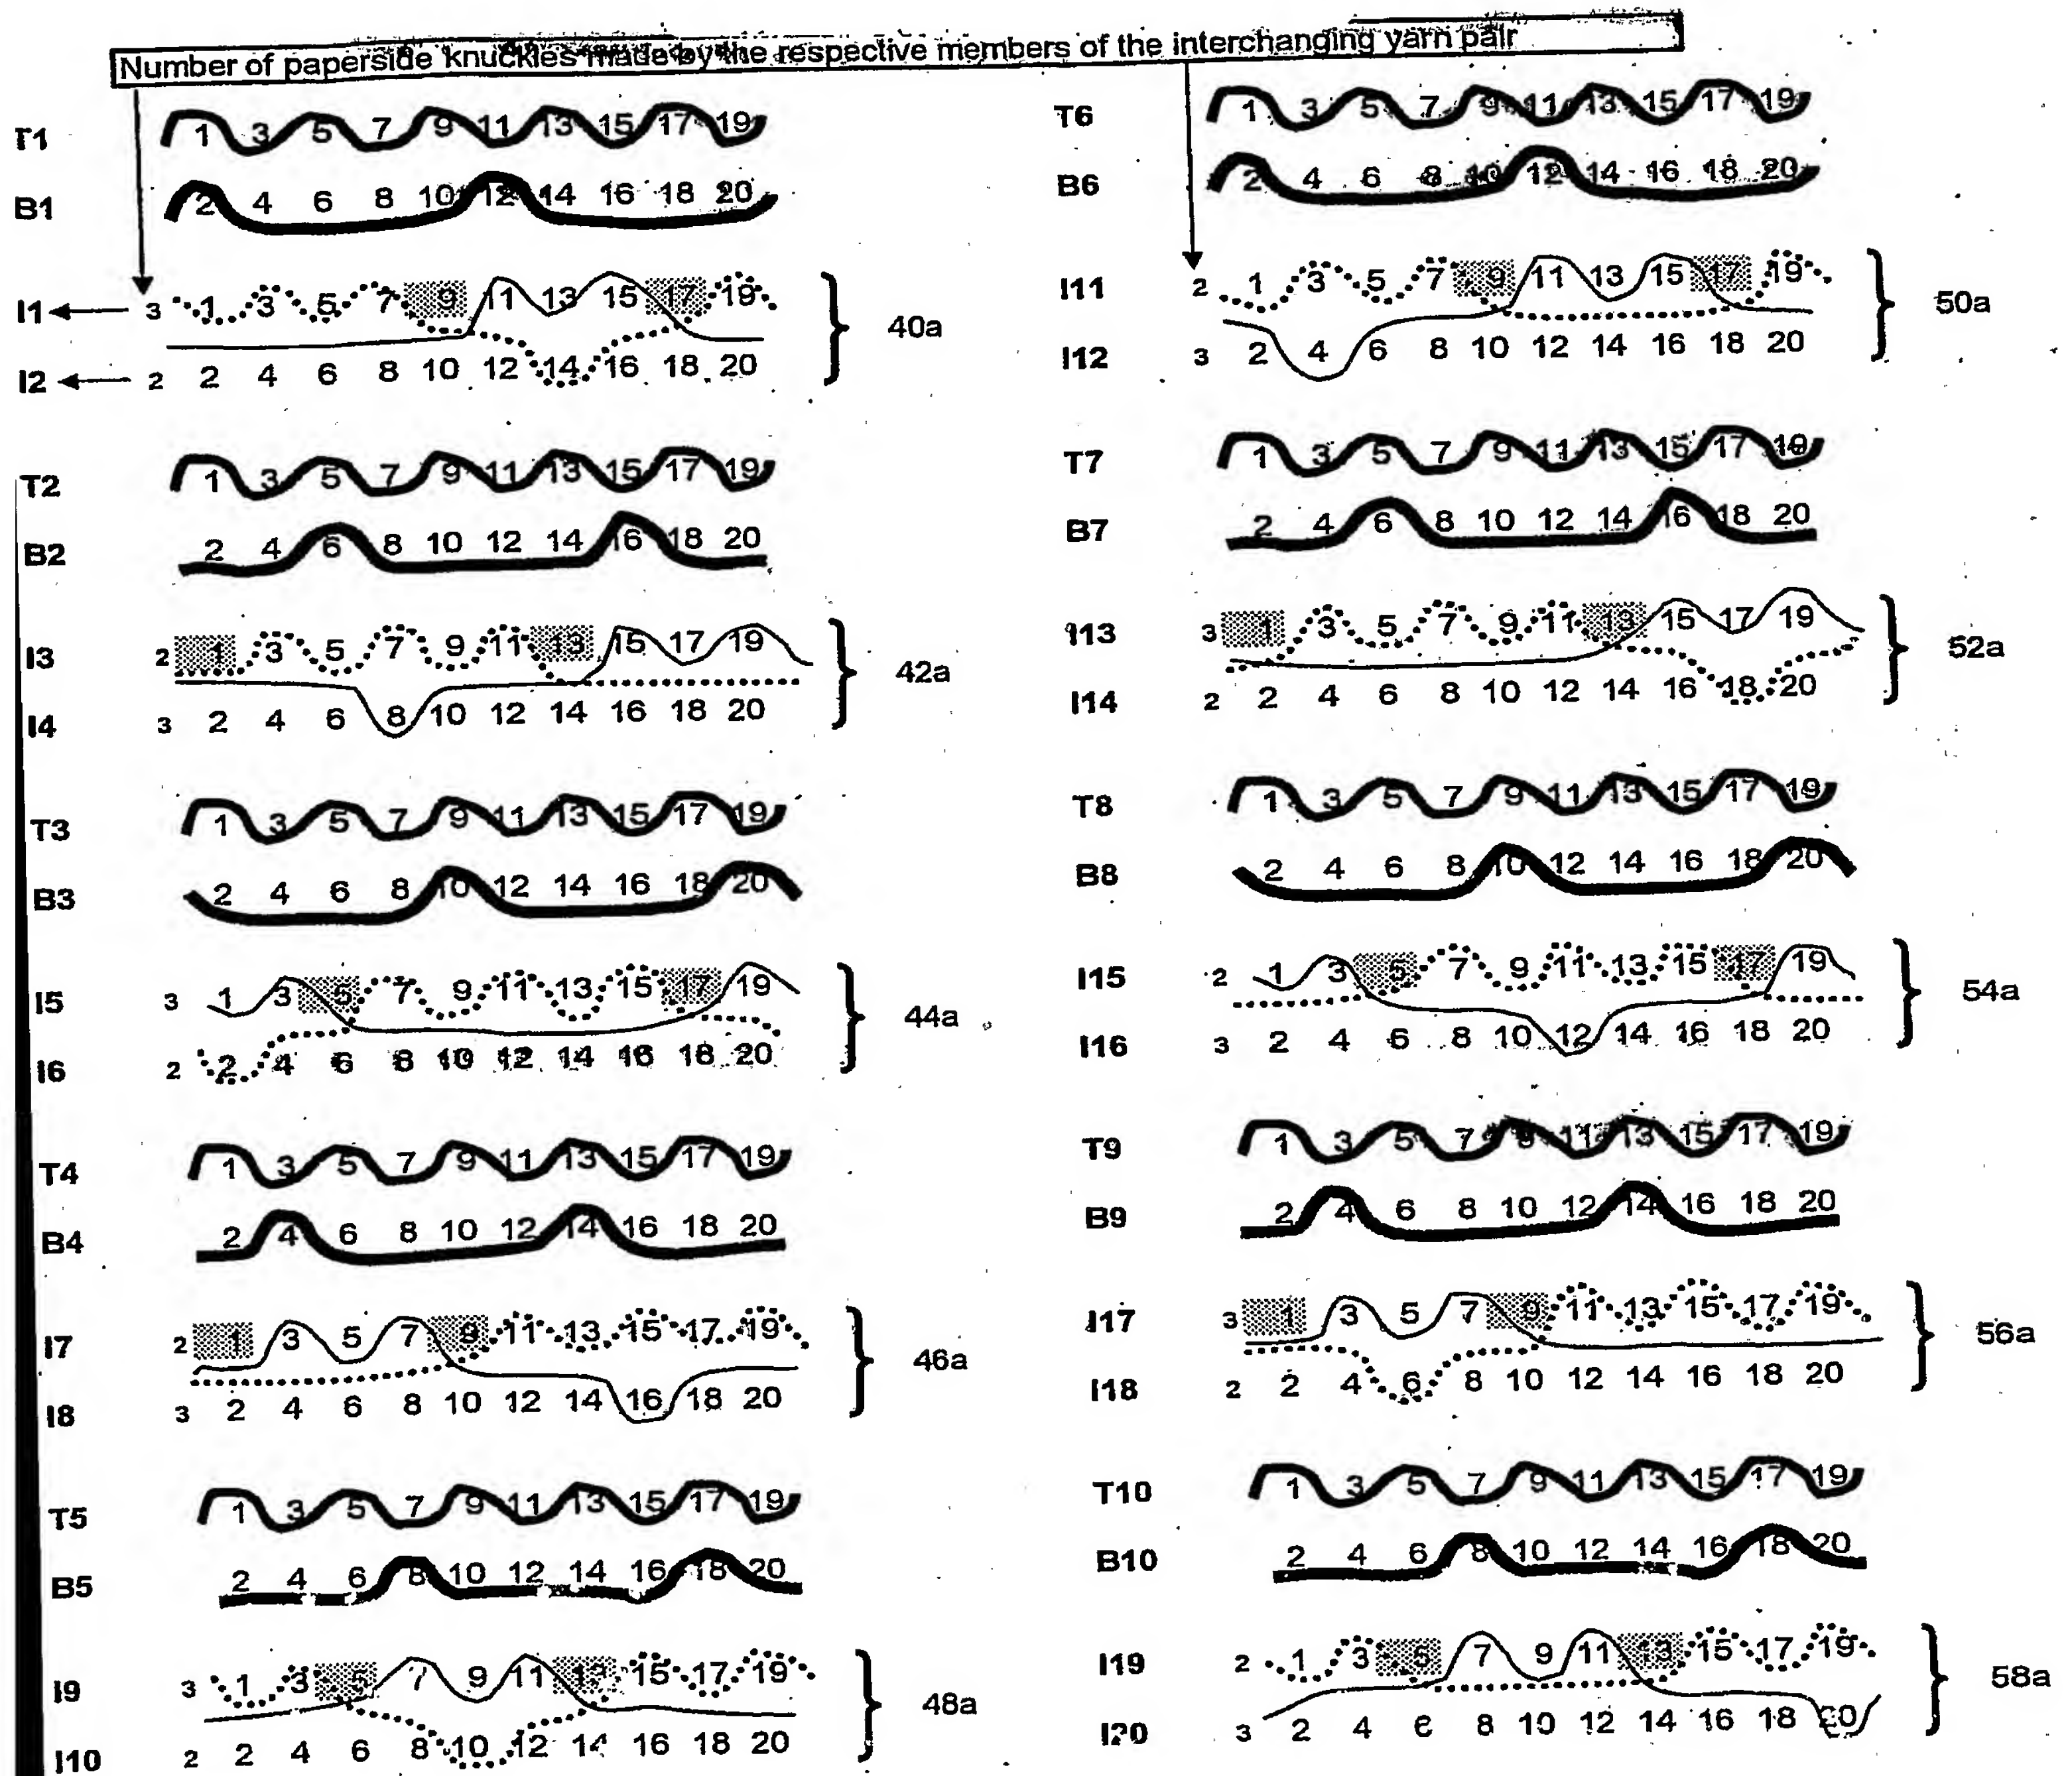 Number of paperside knuckles made by the respective members of the interchanging yarn pair
T1 1 3 5 7 9 11 13 15 17 19
B1 2 4 6 8 10 12 14 16 18 20
I1 3 1 3 5 7 9 11 13 15 17 19 40a
I2 2 2 4 6 8 10 12 14 16 18 20
T2 1 3 5 7 9 11 13 15 17 19
B2 2 4 6 8 10 12 14 16 18 20
I3 2 1 3 5 7 9 11 13 15 17 19 42a
I4 3 2 4 6 8 10 12 14 16 18 20
T3 1 3 5 7 9 11 13 15 17 19
B3 2 4 6 8 10 12 14 16 18 20
I5 3 1 3 5 7 9 11 13 15 17 19 44a
I6 2 2 4 6 8 10 12 14 16 18 20
T4 1 3 5 7 9 11 13 15 17 19
B4 2 4 6 8 10 12 14 16 18 20
I7 2 1 3 5 7 9 11 13 15 17 19 46a
I8 3 2 4 6 8 10 12 14 16 18 20
T5 1 3 5 7 9 11 13 15 17 19
B5 2 4 6 8 10 12 14 16 18 20
I9 3 1 3 5 7 9 11 13 15 17 19 48a
I10 2 2 4 6 8 10 12 14 16 18 20
T6 1 3 5 7 9 11 13 15 17 19
B6 2 4 6 8 10 12 14 16 18 20
I11 2 1 3 5 7 9 11 13 15 17 19 50a
I12 3 2 4 6 8 10 12 14 16 18 20
T7 1 3 5 7 9 11 13 15 17 19
B7 2 4 6 8 10 12 14 16 18 20
I13 3 1 3 5 7 9 11 13 15 17 19 52a
I14 2 2 4 6 8 10 12 14 16 18 20
T8 1 3 5 7 9 11 13 15 17 19
B8 2 4 6 8 10 12 14 16 18 20
I15 2 1 3 5 7 9 11 13 15 17 19 54a
I16 3 2 4 6 8 10 12 14 16 18 20
T9 1 3 5 7 9 11 13 15 17 19
B9 2 4 6 8 10 12 14 16 18 20
I17 3 1 3 5 7 9 11 13 15 17 19 56a
I18 2 2 4 6 8 10 12 14 16 18 20
T10 1 3 5 7 9 11 13 15 17 19
B10 2 4 6 8 10 12 14 16 18 20
I19 2 1 3 5 7 9 11 13 15 17 19 58a
I20 3 2 4 6 8 10 12 14 16 18 20